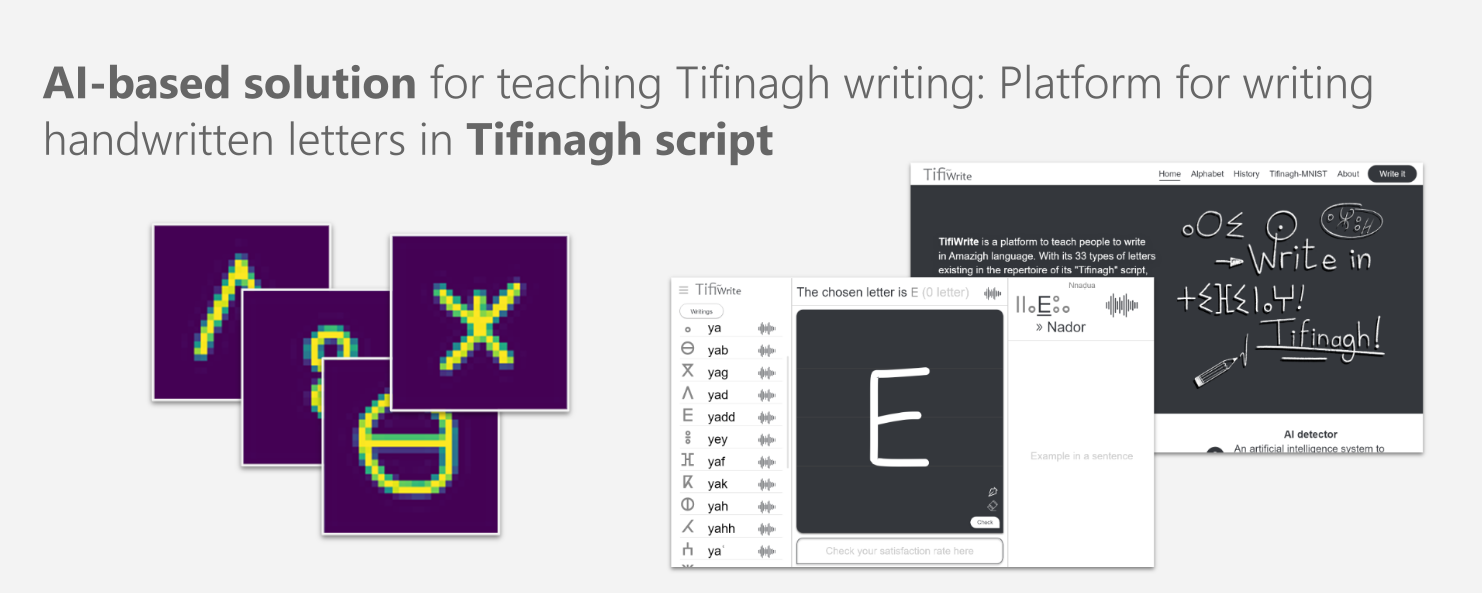 AI-based solution for teaching Tifinagh writing: Platform for writing
handwritten letters in Tifinagh script
TifiWrite
Home Alphabet History Tifinagh-MNIST About Write it
TifiWrite is a platform to teach people to write
in Amazigh language. With its 33 types of letters
existing in the repertoire of its "Tifinagh" script,
ⴰⵔⵉ ⵙ
Write in
ⵜⵉⴼⵉⵏⴰⵖ!
Tifinagh!
AI detector
An artificial intelligence system to
TifiWrite
Writings
ⴰ ya
ⴱ yab
ⴳ yag
ⴷ yad
ⴹ yadd
ⴻ yey
ⴼ yaf
ⴽ yak
ⵀ yah
ⵃ yahh
ⵄ yaʿ
The chosen letter is ⴹ (0 letter)
ⴹ
Check
Check your satisfaction rate here
Nnaḍua
» Nador
Example in a sentence
ⴷ
ⴱ
ⵣ